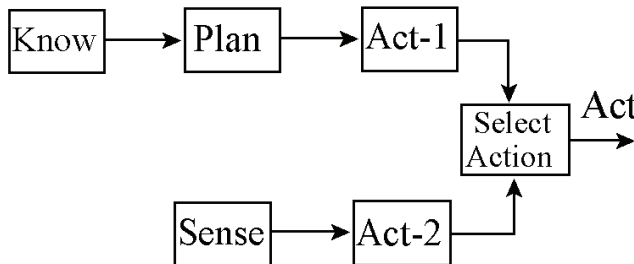 Know
Plan
Act-1
Select
Action
Act
Sense
Act-2